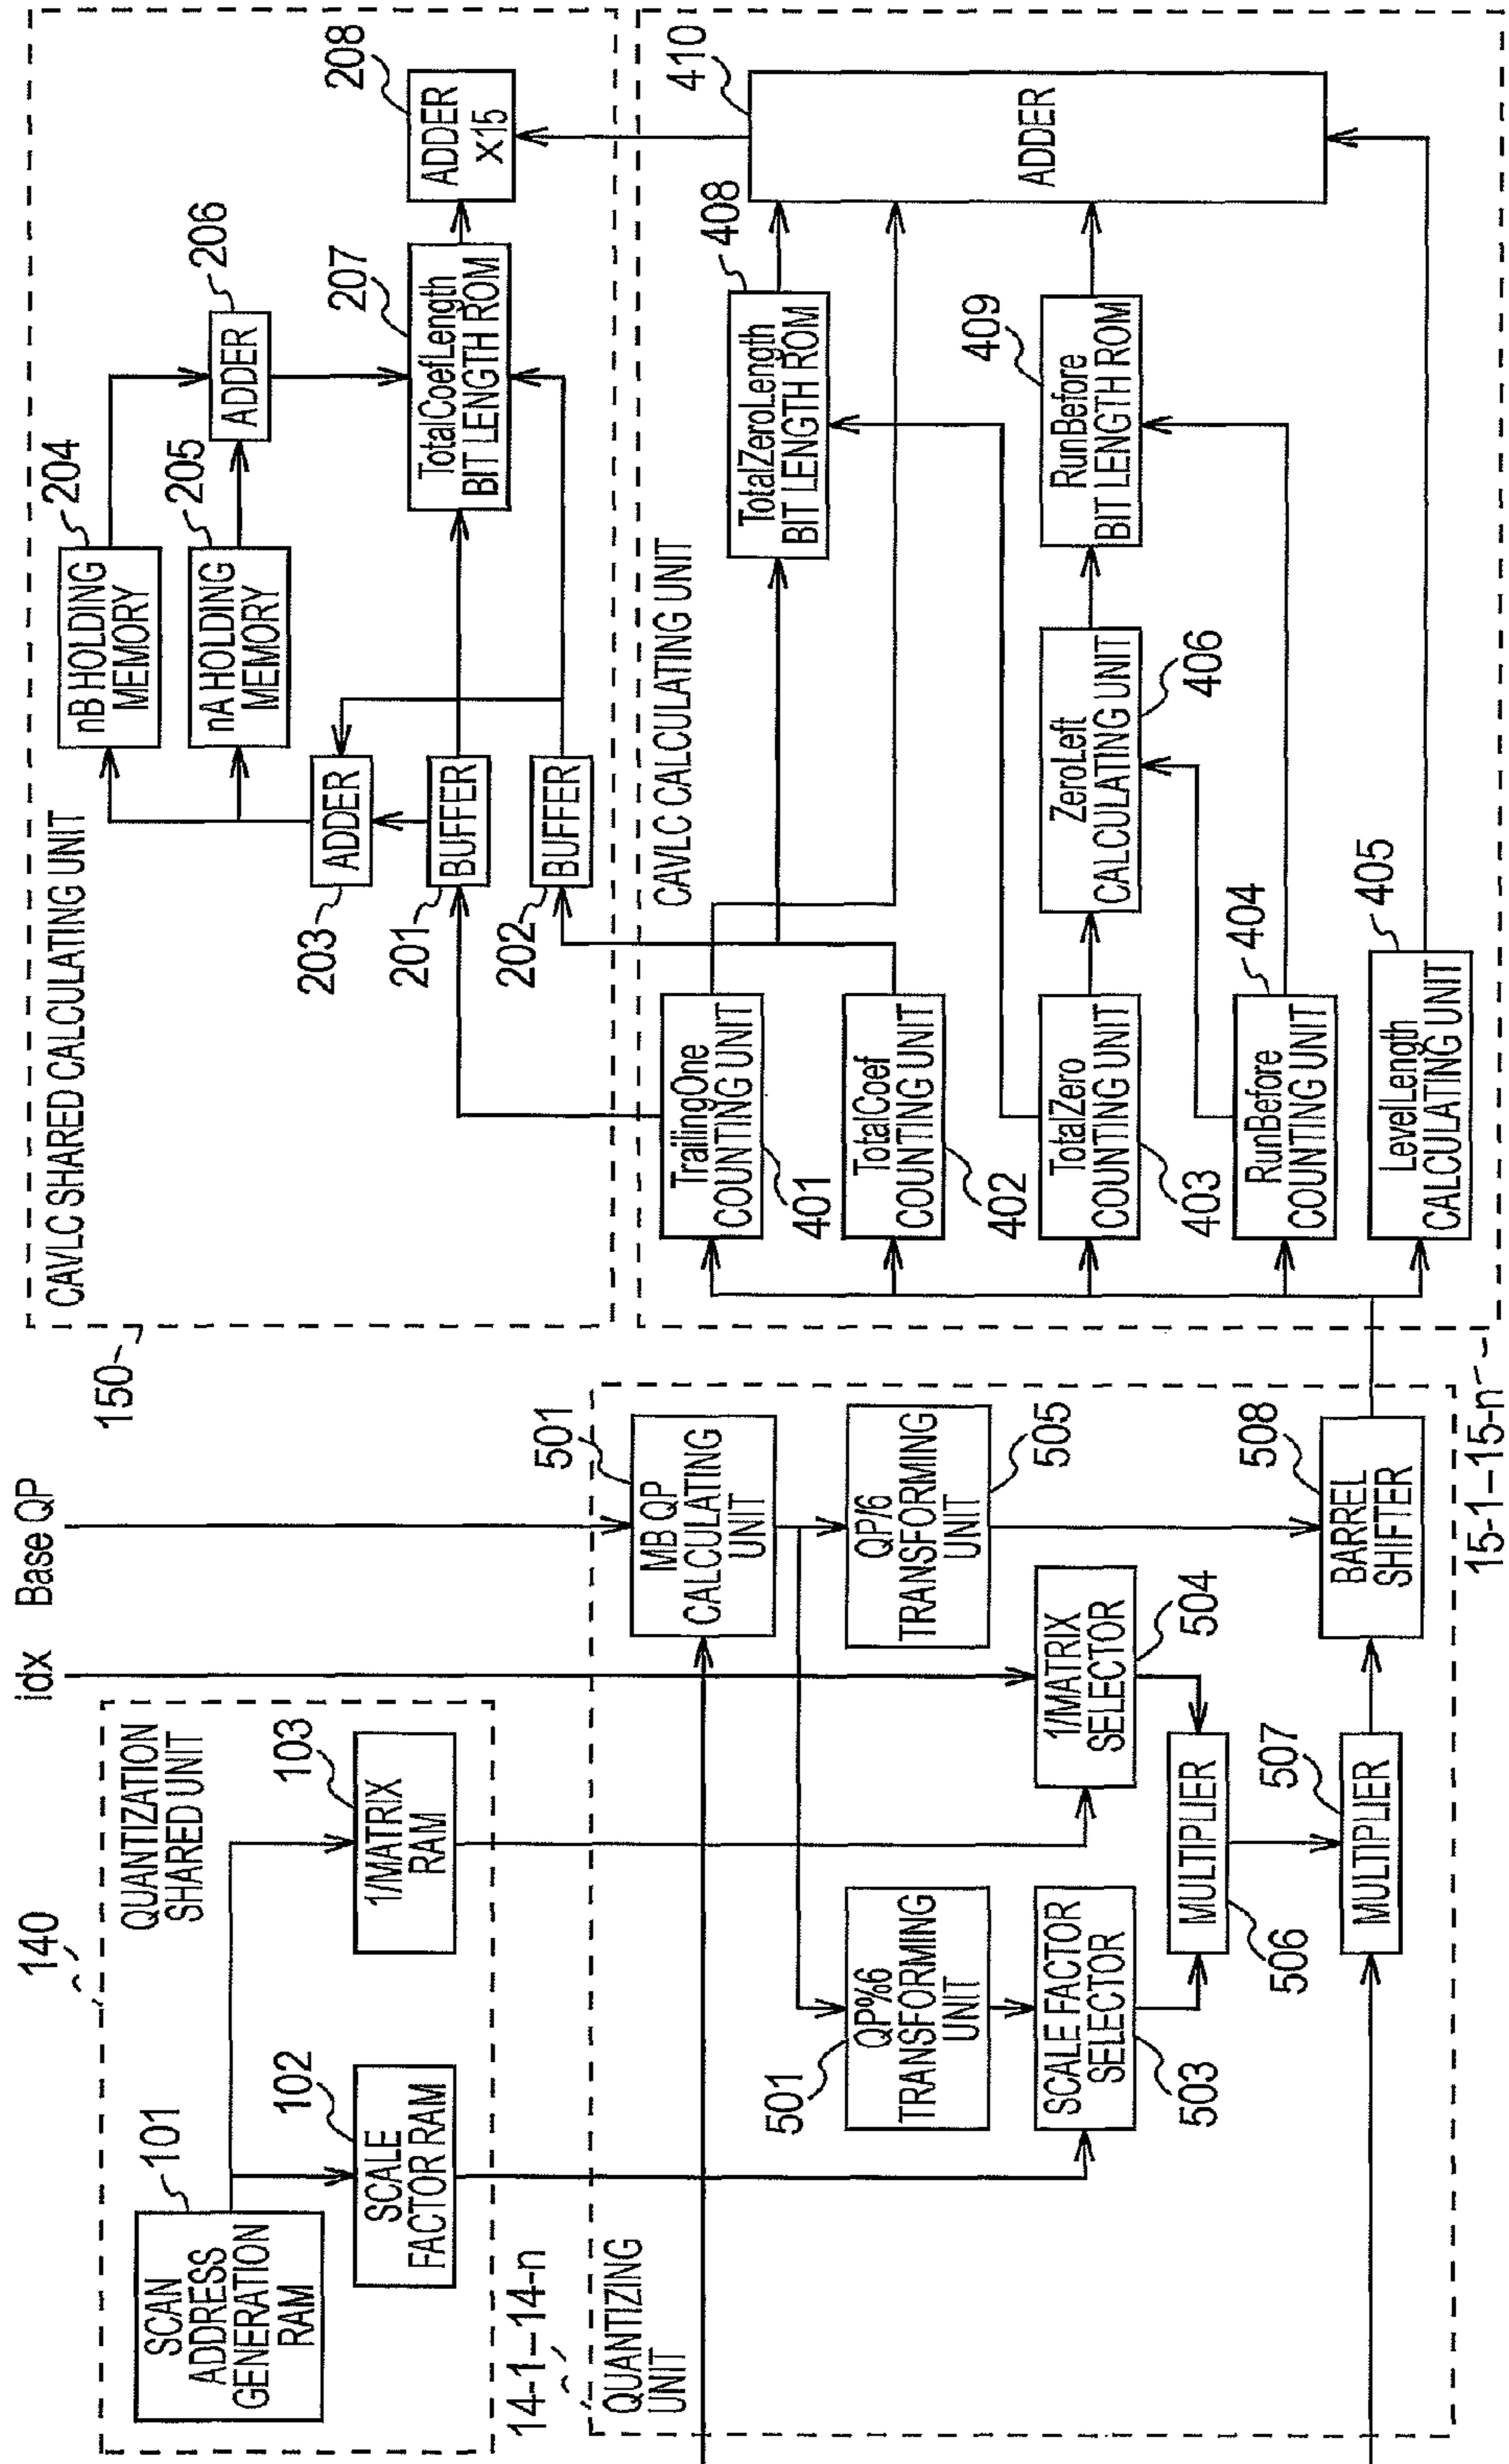 140
QUANTIZATION
SHARED UNIT
101
SCAN
ADDRESS
GENERATION
RAM
102
SCALE
FACTOR RAM
103
1/MATRIX
RAM
idx
Base QP
14-1–14-n
QUANTIZING
UNIT
501
MB QP
CALCULATING
UNIT
501
QP%6
TRANSFORMING
UNIT
QP/6
TRANSFORMING
UNIT
505
SCALE FACTOR
SELECTOR
503
1/MATRIX
SELECTOR
504
MULTIPLIER
506
MULTIPLIER
507
BARREL
SHIFTER
508
150
CAVLC SHARED CALCULATING UNIT
nB HOLDING
MEMORY
204
nA HOLDING
MEMORY
205
ADDER
206
ADDER
203
BUFFER
201
BUFFER
202
TotalCoefLength
BIT LENGTH ROM
207
ADDER
x15
208
15-1–15-n
CAVLC CALCULATING UNIT
TrailingOne
COUNTING UNIT
401
TotalCoef
COUNTING UNIT
402
TotalZero
COUNTING UNIT
403
RunBefore
COUNTING UNIT
404
LevelLength
CALCULATING UNIT
405
ZeroLeft
CALCULATING UNIT
406
TotalZeroLength
BIT LENGTH ROM
408
RunBefore
BIT LENGTH ROM
409
ADDER
410